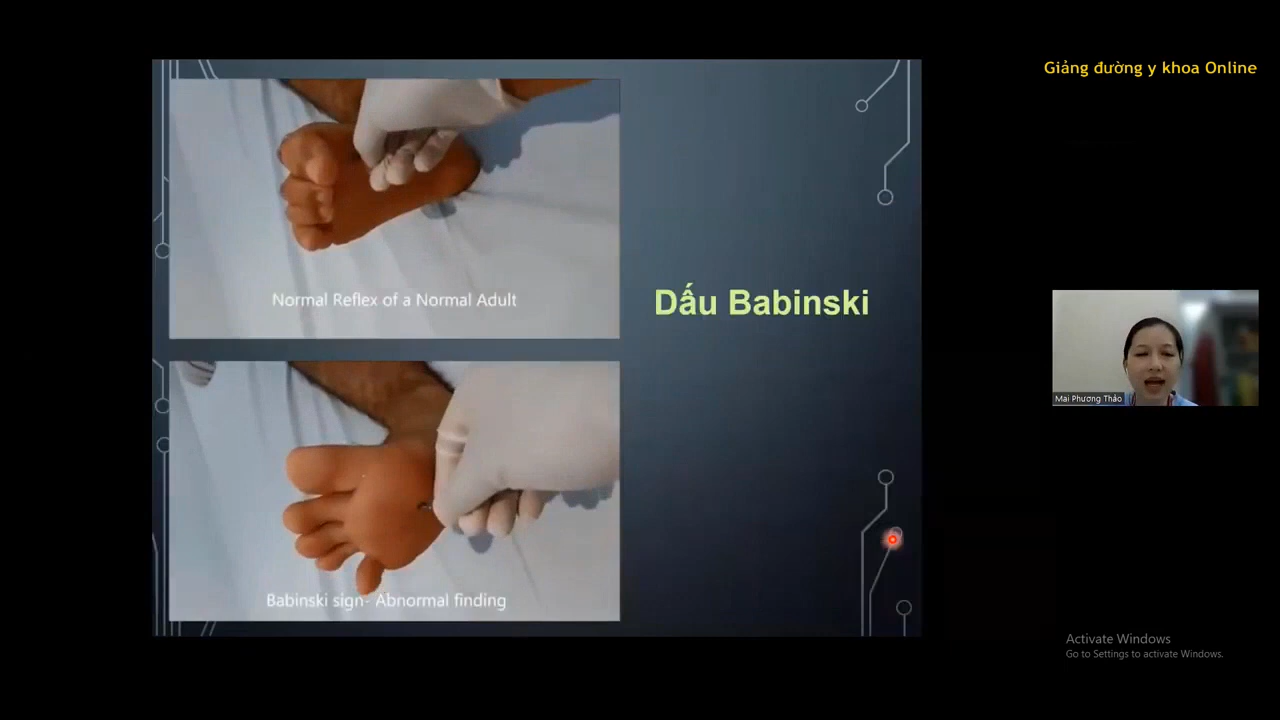 Giảng đường y khoa Online
Normal Reflex of a Normal Adult
Dấu Babinski
Mai Phương Thảo
Babinski sign- Abnormal finding
Activate Windows
Go to Settings to activate Windows.